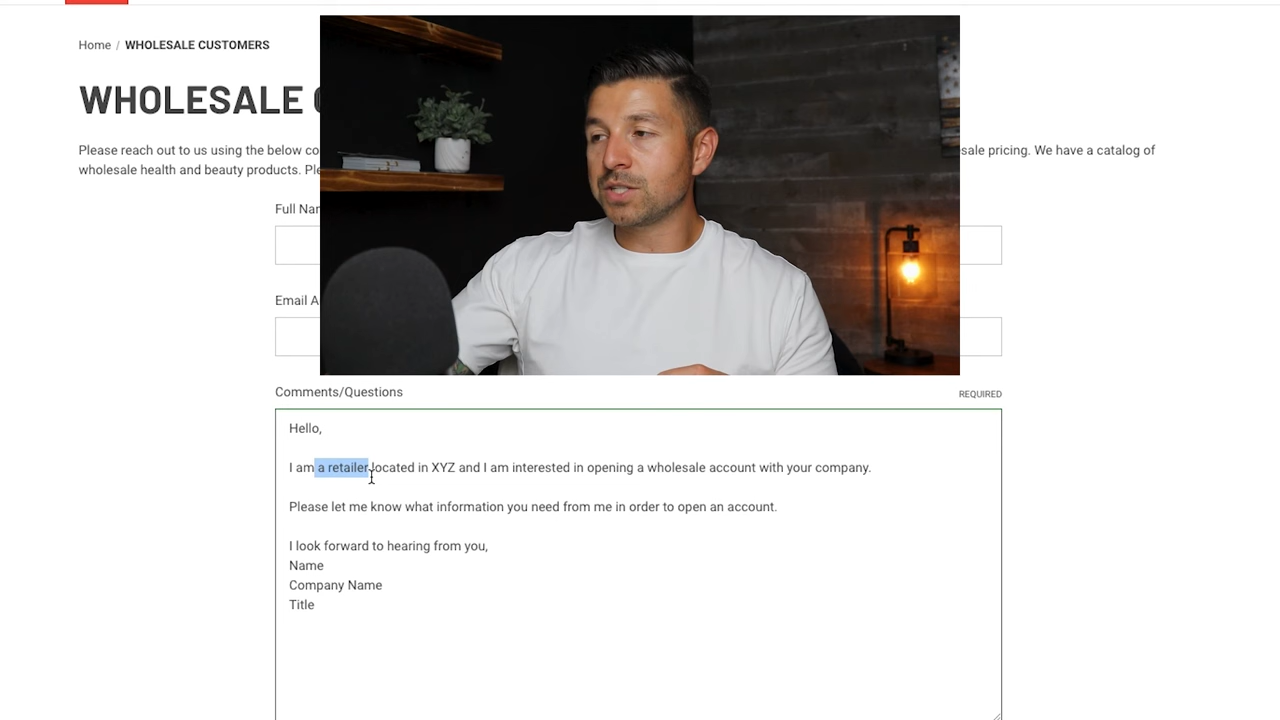 Home / WHOLESALE CUSTOMERS
WHOLESALE
Please reach out to us using the below sale pricing. We have a catalog of
wholesale health and beauty products.
Full
Email
Comments/Questions
REQUIRED
Hello,
I am a retailer located in XYZ and I am interested in opening a wholesale account with your company.
Please let me know what information you need from me in order to open an account.
I look forward to hearing from you,
Name
Company Name
Title